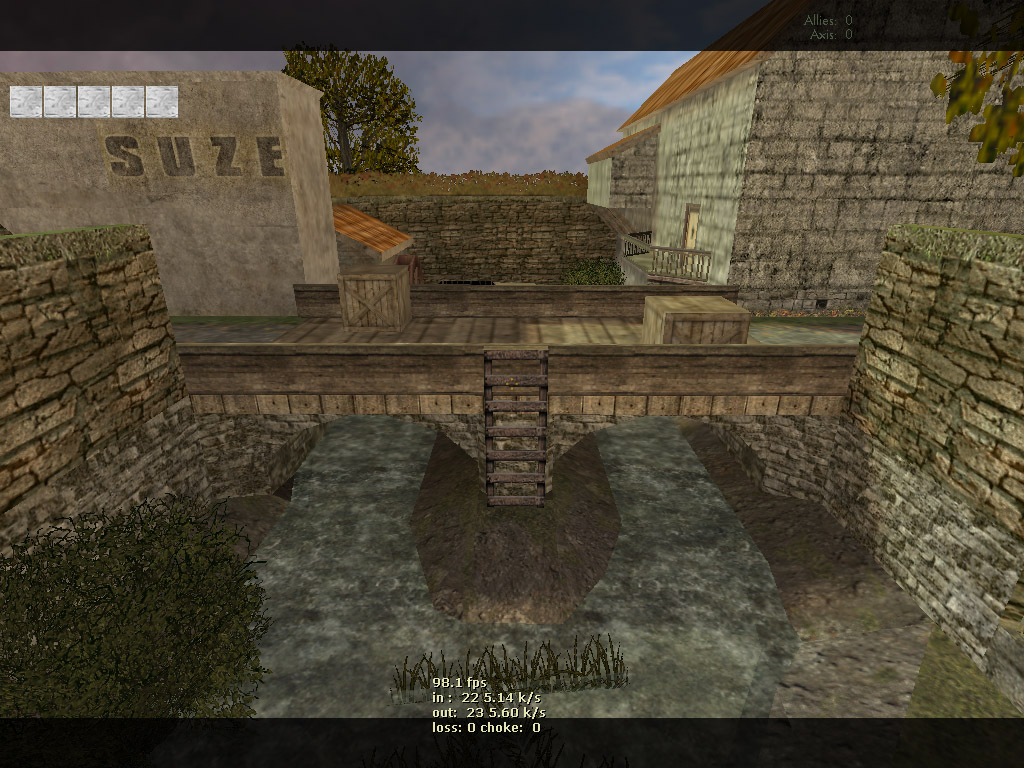 Allies: 0
Axis: 0
SUZE
98.1 fps
in : 22 5.14 k/s
out: 23 5.60 k/s
loss: 0 choke: 0